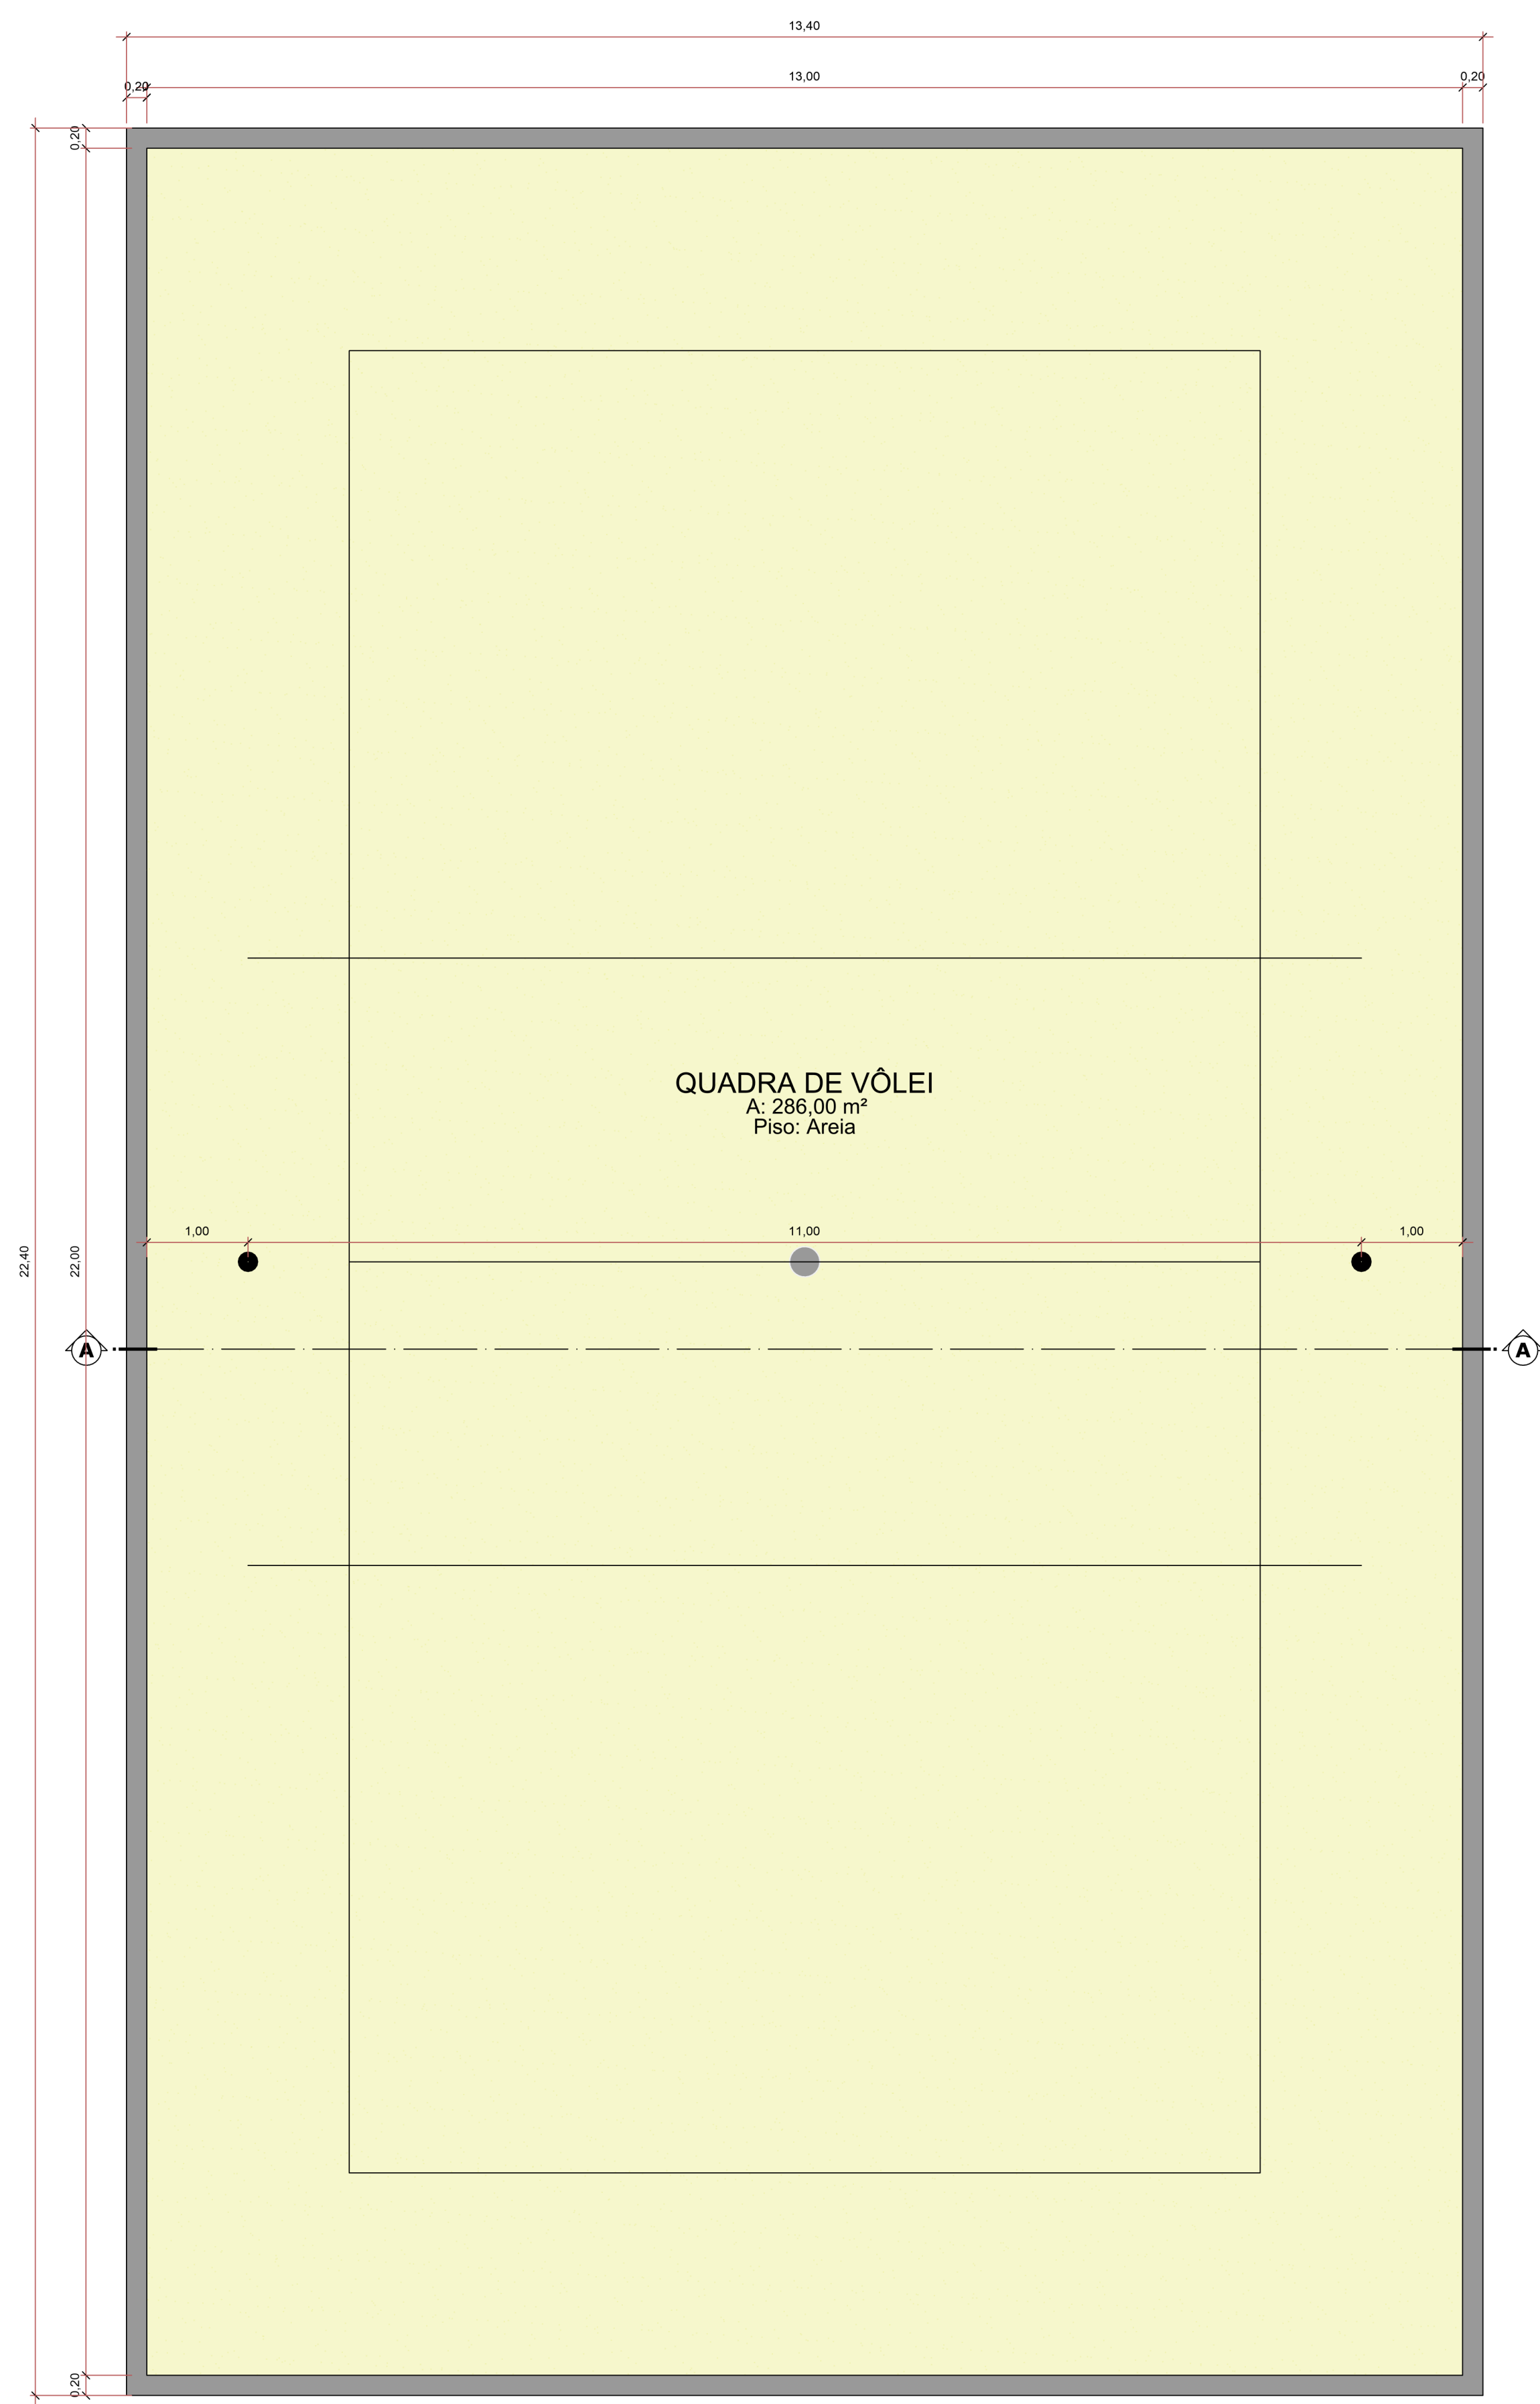 13,40
0,20
13,00
0,20
0,20
QUADRA DE VÔLEI
A: 286,00 m²
Piso: Areia
1,00
11,00
1,00
22,40
22,00
A
A
0,20